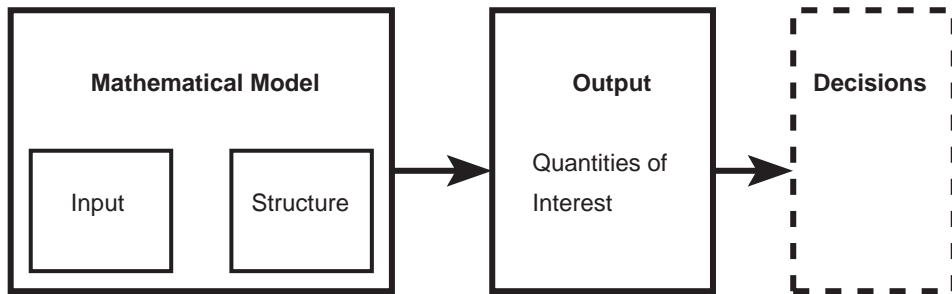 Mathematical Model
Input
Structure
Output
Quantities of
Interest
Decisions